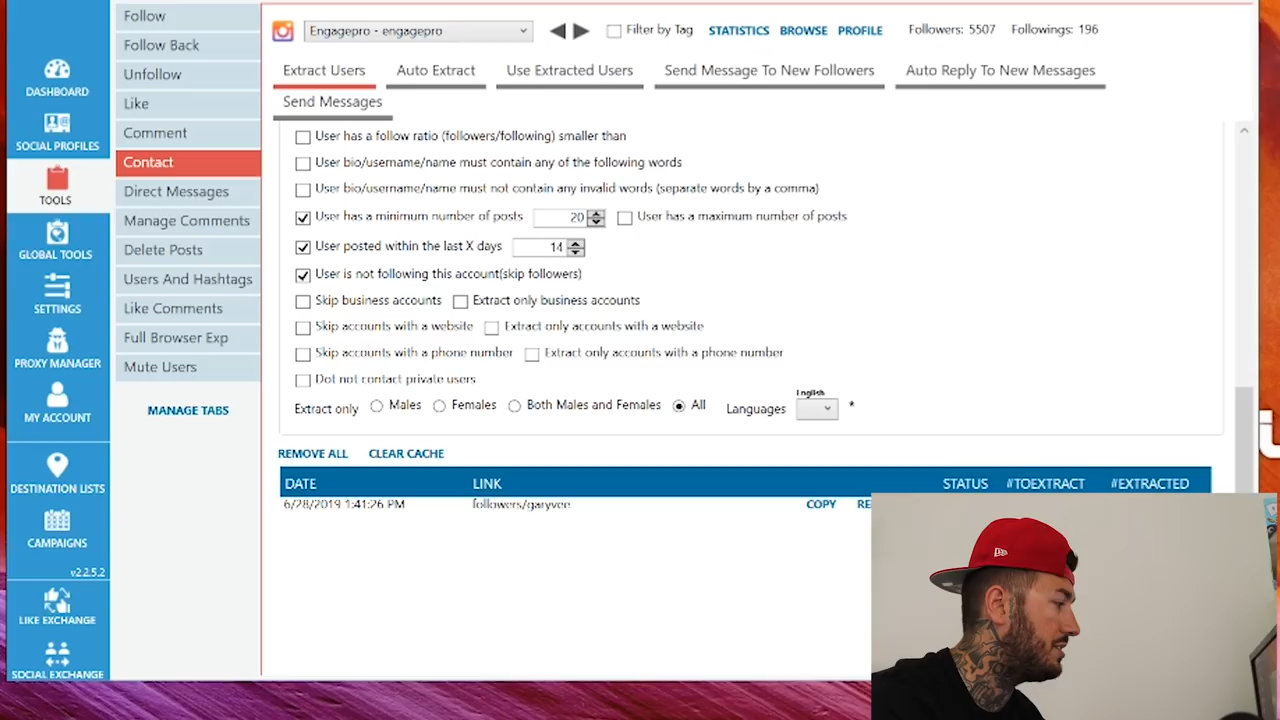 DASHBOARD
SOCIAL PROFILES
TOOLS
GLOBAL TOOLS
SETTINGS
PROXY MANAGER
MY ACCOUNT
DESTINATION LISTS
CAMPAIGNS
v2.2.5.2
LIKE EXCHANGE
SOCIAL EXCHANGE
Follow
Follow Back
Unfollow
Like
Comment
Contact
Direct Messages
Manage Comments
Delete Posts
Users And Hashtags
Like Comments
Full Browser Exp
Mute Users
MANAGE TABS
Engagepro - engagepro
Filter by Tag
STATISTICS
BROWSE
PROFILE
Followers: 5507
Followings: 196
Extract Users
Auto Extract
Use Extracted Users
Send Message To New Followers
Auto Reply To New Messages
Send Messages
User has a follow ratio (followers/following) smaller than
User bio/username/name must contain any of the following words
User bio/username/name must not contain any invalid words (separate words by a comma)
User has a minimum number of posts 20 User has a maximum number of posts
User posted within the last X days 14
User is not following this account(skip followers)
Skip business accounts Extract only business accounts
Skip accounts with a website Extract only accounts with a website
Skip accounts with a phone number Extract only accounts with a phone number
Dot not contact private users
English
Extract only Males Females Both Males and Females All Languages *
REMOVE ALL CLEAR CACHE
DATE LINK STATUS #TOEXTRACT #EXTRACTED
6/28/2019 1:41:26 PM followers/garyvee COPY